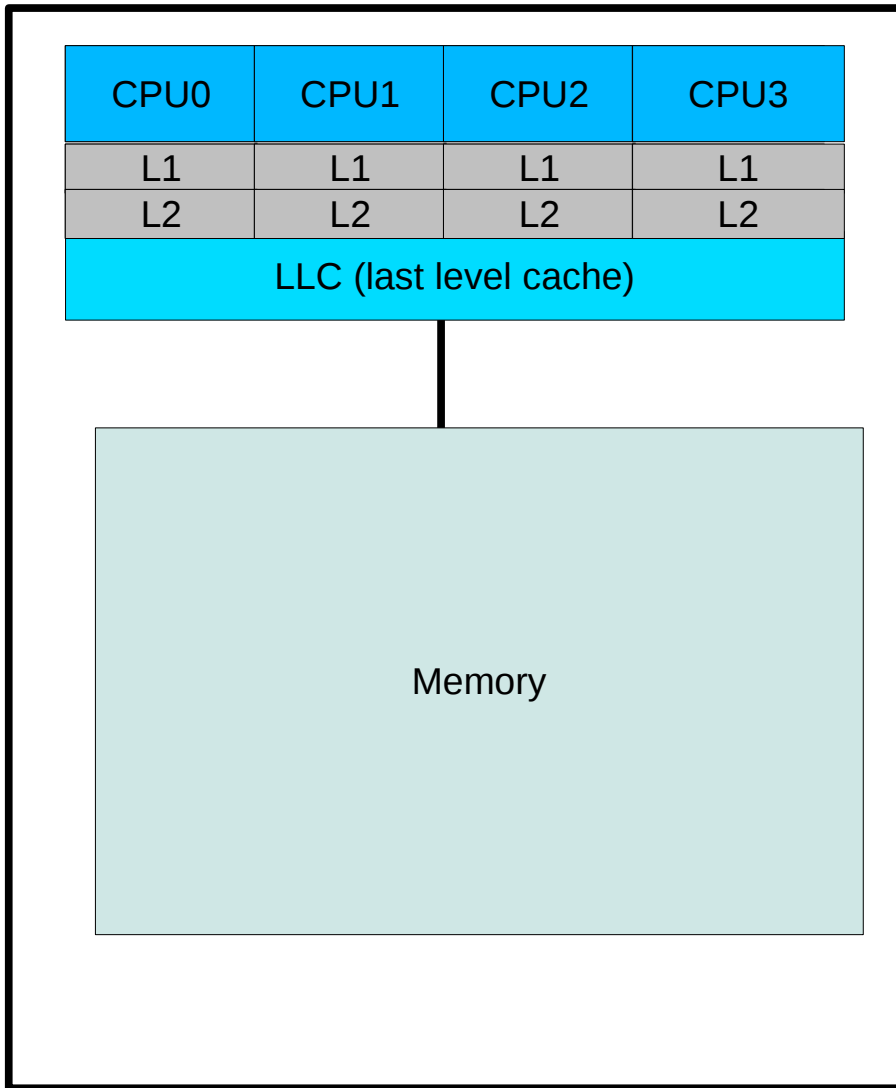 CPU0 CPU1 CPU2 CPU3
L1 L1 L1 L1
L2 L2 L2 L2
LLC (last level cache)
Memory